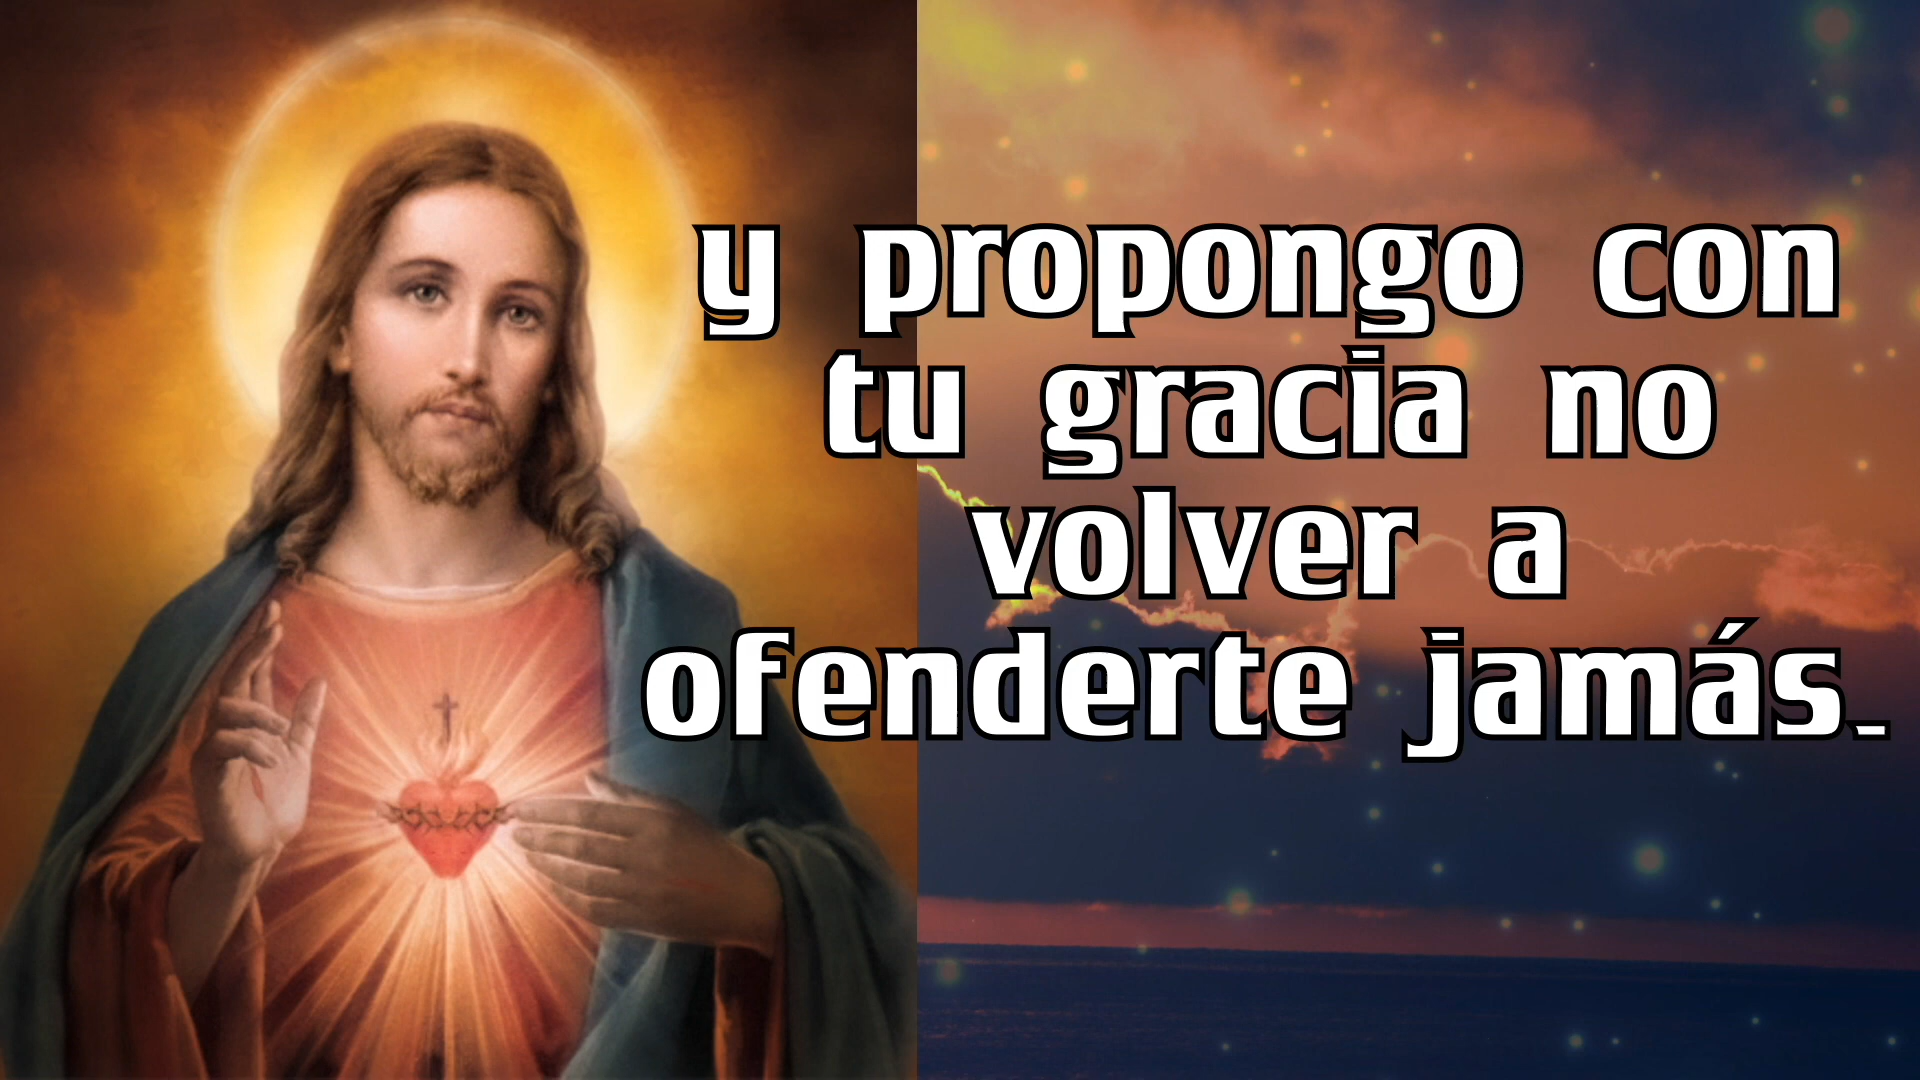 y propongo con
tu gracia no
volver a
ofenderte jamás.